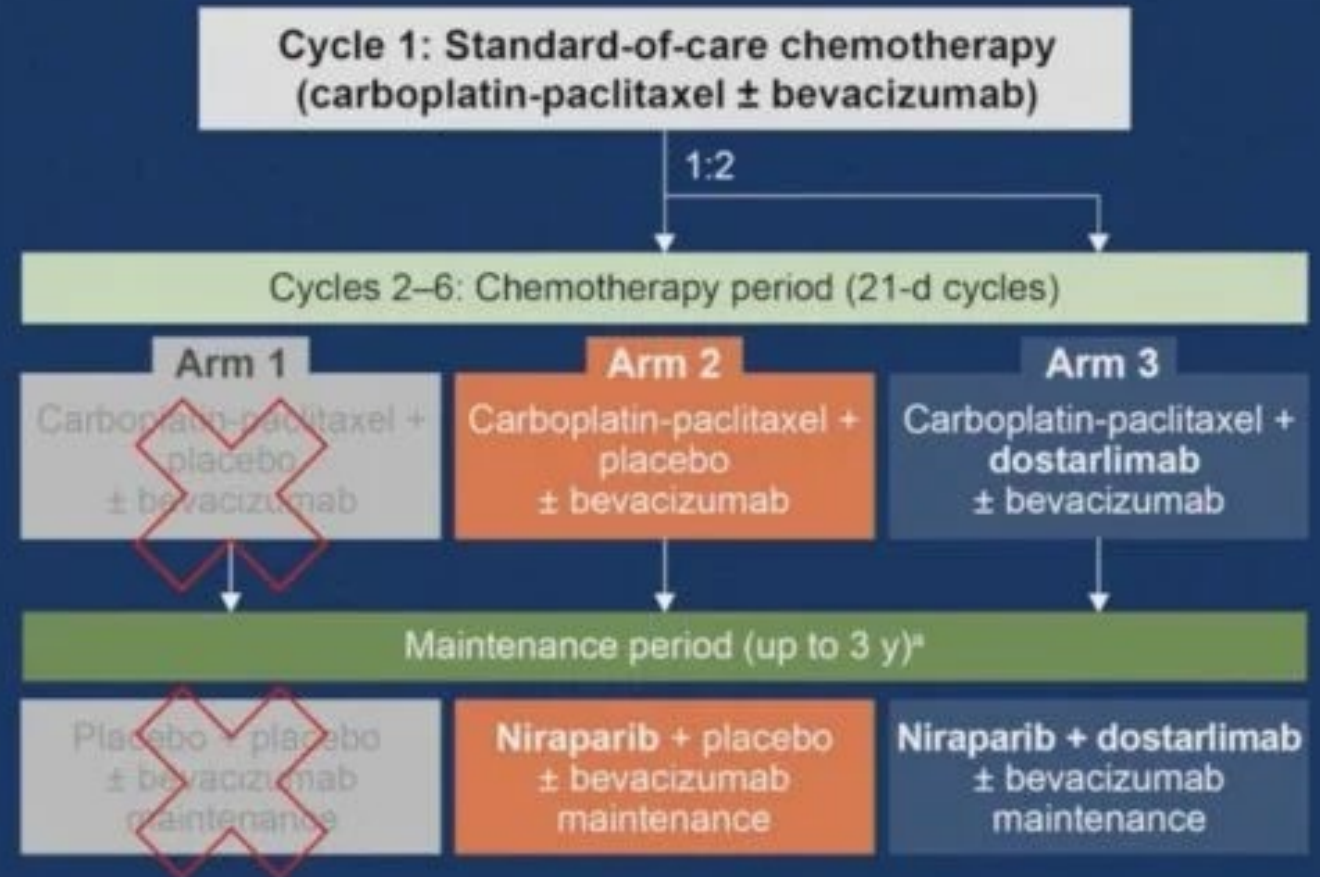 Cycle 1: Standard-of-care chemotherapy
(carboplatin-paclitaxel ± bevacizumab)
1:2
Cycles 2–6: Chemotherapy period (21-d cycles)
Arm 1
Carboplatin-paclitaxel +
placebo
± bevacizumab
Arm 2
Carboplatin-paclitaxel +
placebo
± bevacizumab
Arm 3
Carboplatin-paclitaxel +
dostarlimab
± bevacizumab
Maintenance period (up to 3 y)ᵃ
Placebo + placebo
± bevacizumab
maintenance
Niraparib + placebo
± bevacizumab
maintenance
Niraparib + dostarlimab
± bevacizumab
maintenance